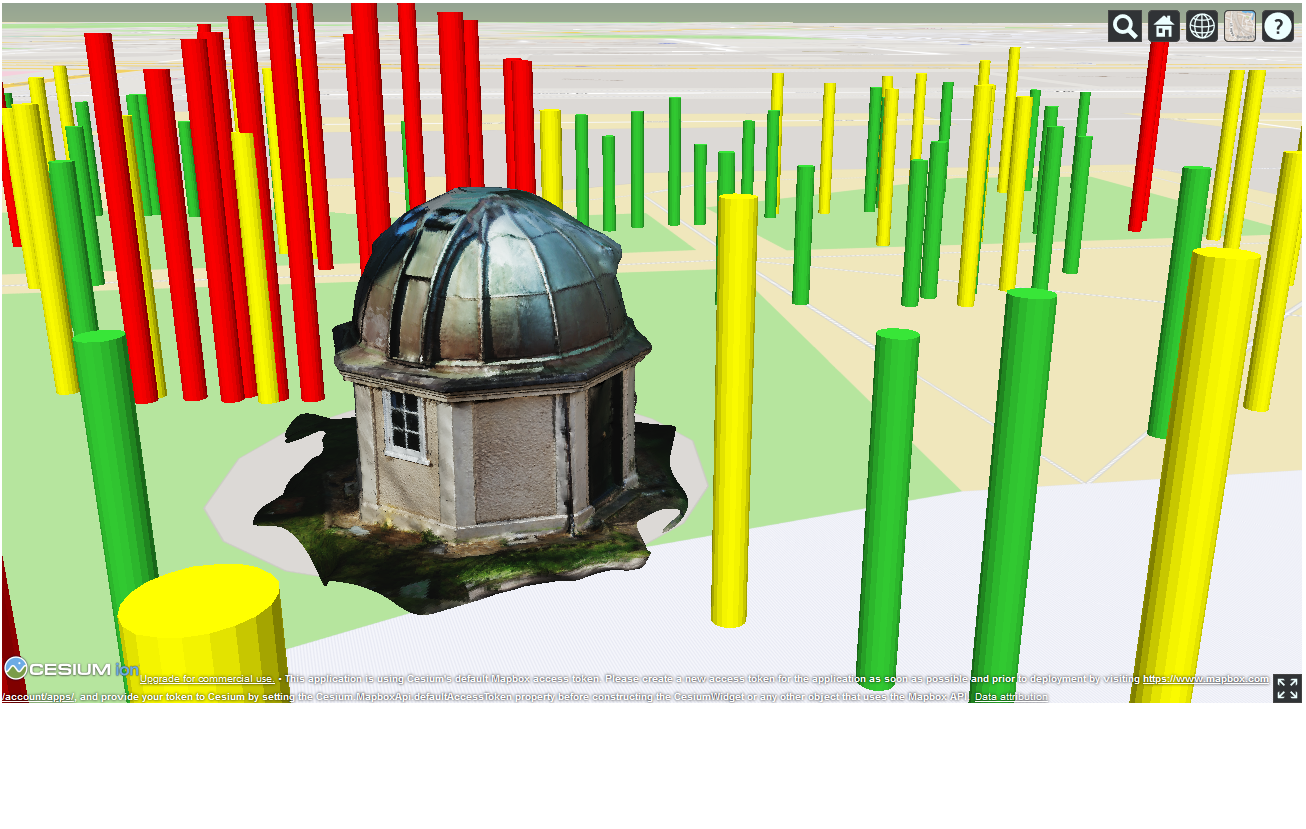 ?
CESIUM ion
Upgrade for commercial use. • This application is using Cesium's default Mapbox access token. Please create a new access token for the application as soon as possible and prior to deployment by visiting https://www.mapbox.com
/account/apps/, and provide your token to Cesium by setting the Cesium.MapboxApi.defaultAccessToken property before constructing the CesiumWidget or any other object that uses the Mapbox API. Data attribution